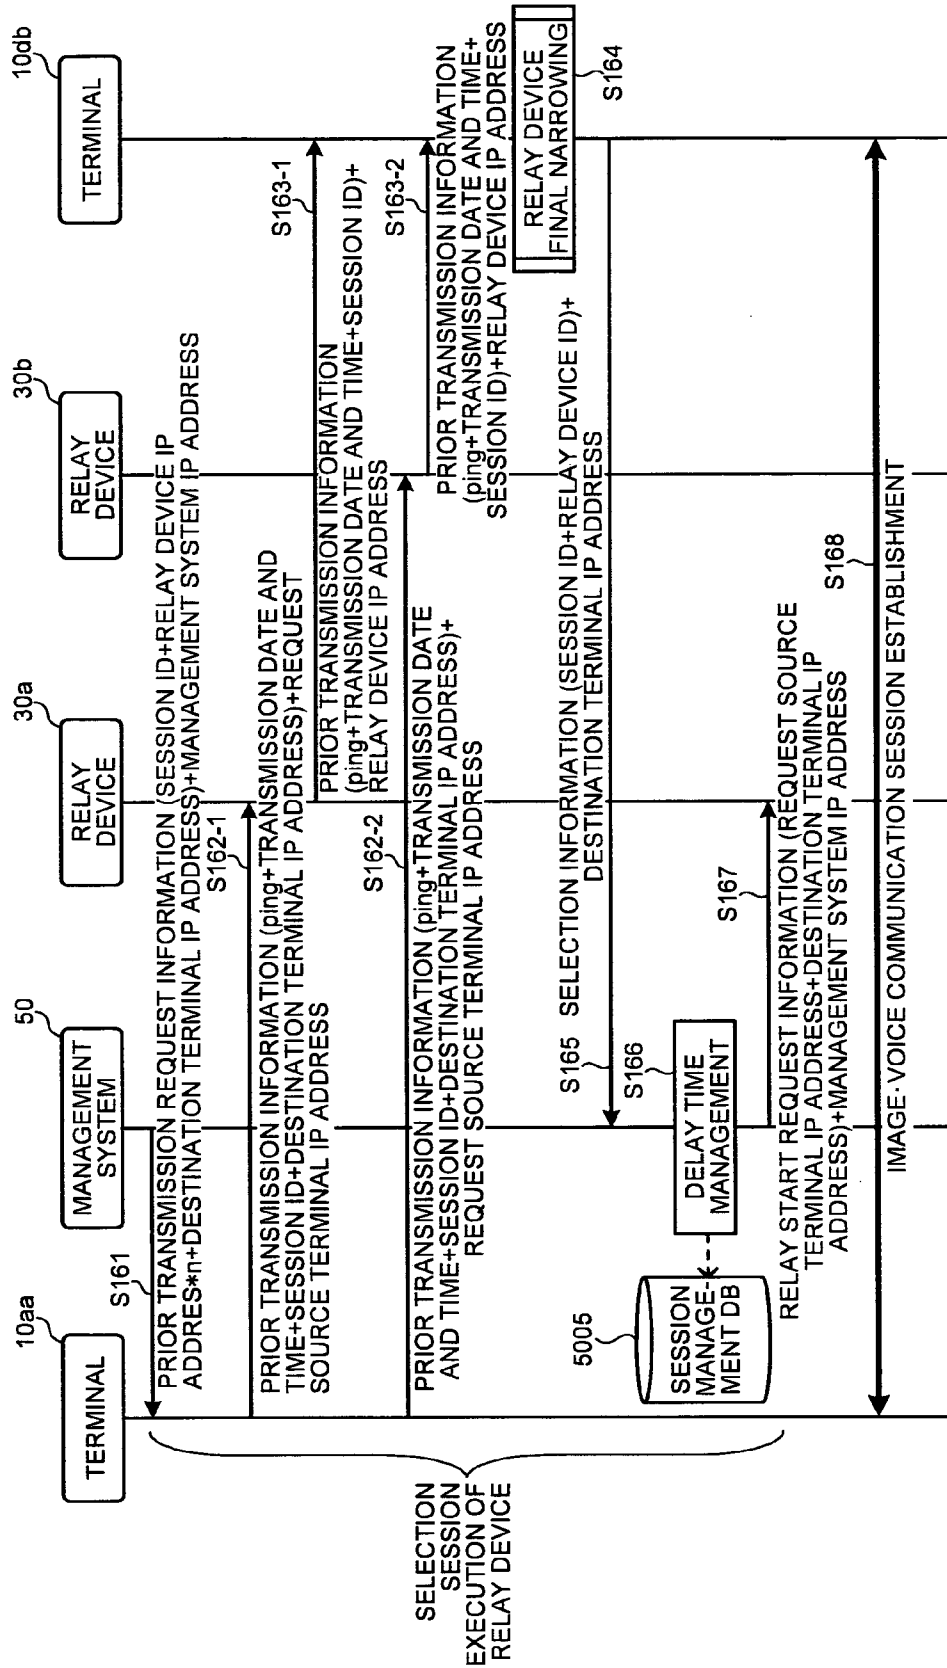 10aa
TERMINAL
50
MANAGEMENT
SYSTEM
30a
RELAY
DEVICE
30b
RELAY
DEVICE
10db
TERMINAL
S161
PRIOR TRANSMISSION REQUEST INFORMATION (SESSION ID+RELAY DEVICE IP
ADDRES*n+DESTINATION TERMINAL IP ADDRESS)+MANAGEMENT SYSTEM IP ADDRESS
S162-1
PRIOR TRANSMISSION INFORMATION (ping+TRANSMISSION DATE AND
TIME+SESSION ID+DESTINATION TERMINAL IP ADDRESS)+REQUEST
SOURCE TERMINAL IP ADDRESS
S163-1
PRIOR TRANSMISSION INFORMATION
(ping+TRANSMISSION DATE AND TIME+SESSION ID)+
RELAY DEVICE IP ADDRESS
S162-2
PRIOR TRANSMISSION INFORMATION (ping+TRANSMISSION DATE
AND TIME+SESSION ID+DESTINATION TERMINAL IP ADDRESS)+
REQUEST SOURCE TERMINAL IP ADDRESS
S163-2
PRIOR TRANSMISSION INFORMATION
(ping+TRANSMISSION DATE AND TIME+
SESSION ID)+RELAY DEVICE IP ADDRESS
RELAY DEVICE
FINAL NARROWING
S164
S165
SELECTION INFORMATION (SESSION ID+RELAY DEVICE ID)+
DESTINATION TERMINAL IP ADDRESS
S166
DELAY TIME
MANAGEMENT
5005
SESSION
MANAGE-
MENT DB
S167
RELAY START REQUEST INFORMATION (REQUEST SOURCE
TERMINAL IP ADDRESS+DESTINATION TERMINAL IP
ADDRESS)+MANAGEMENT SYSTEM IP ADDRESS
S168
IMAGE·VOICE COMMUNICATION SESSION ESTABLISHMENT
SELECTION
SESSION
EXECUTION OF
RELAY DEVICE